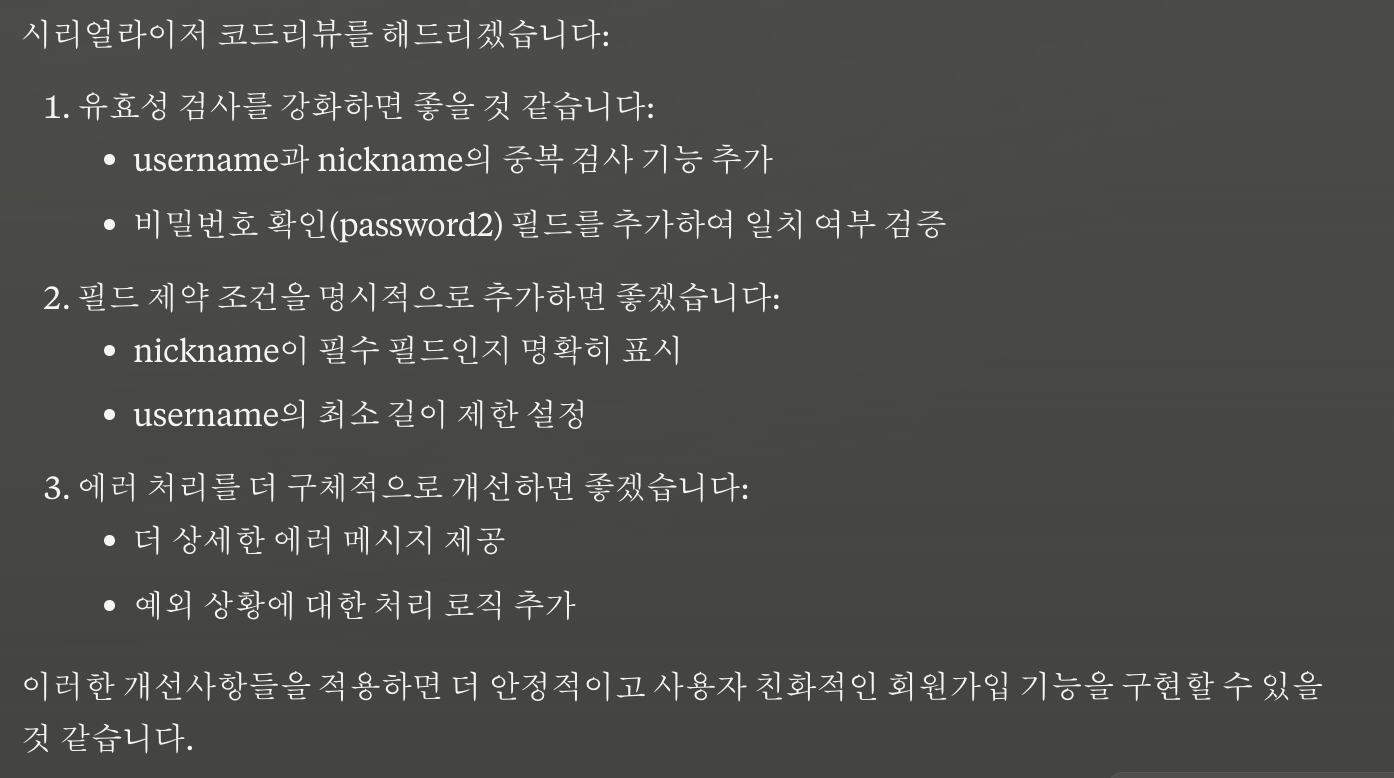 시리얼라이저 코드리뷰를 해드리겠습니다:
1. 유효성 검사를 강화하면 좋을 것 같습니다:
• username과 nickname의 중복 검사 기능 추가
• 비밀번호 확인(password2) 필드를 추가하여 일치 여부 검증
2. 필드 제약 조건을 명시적으로 추가하면 좋겠습니다:
• nickname이 필수 필드인지 명확히 표시
• username의 최소 길이 제한 설정
3. 에러 처리를 더 구체적으로 개선하면 좋겠습니다:
• 더 상세한 에러 메시지 제공
• 예외 상황에 대한 처리 로직 추가
이러한 개선사항들을 적용하면 더 안정적이고 사용자 친화적인 회원가입 기능을 구현할 수 있을
것 같습니다.